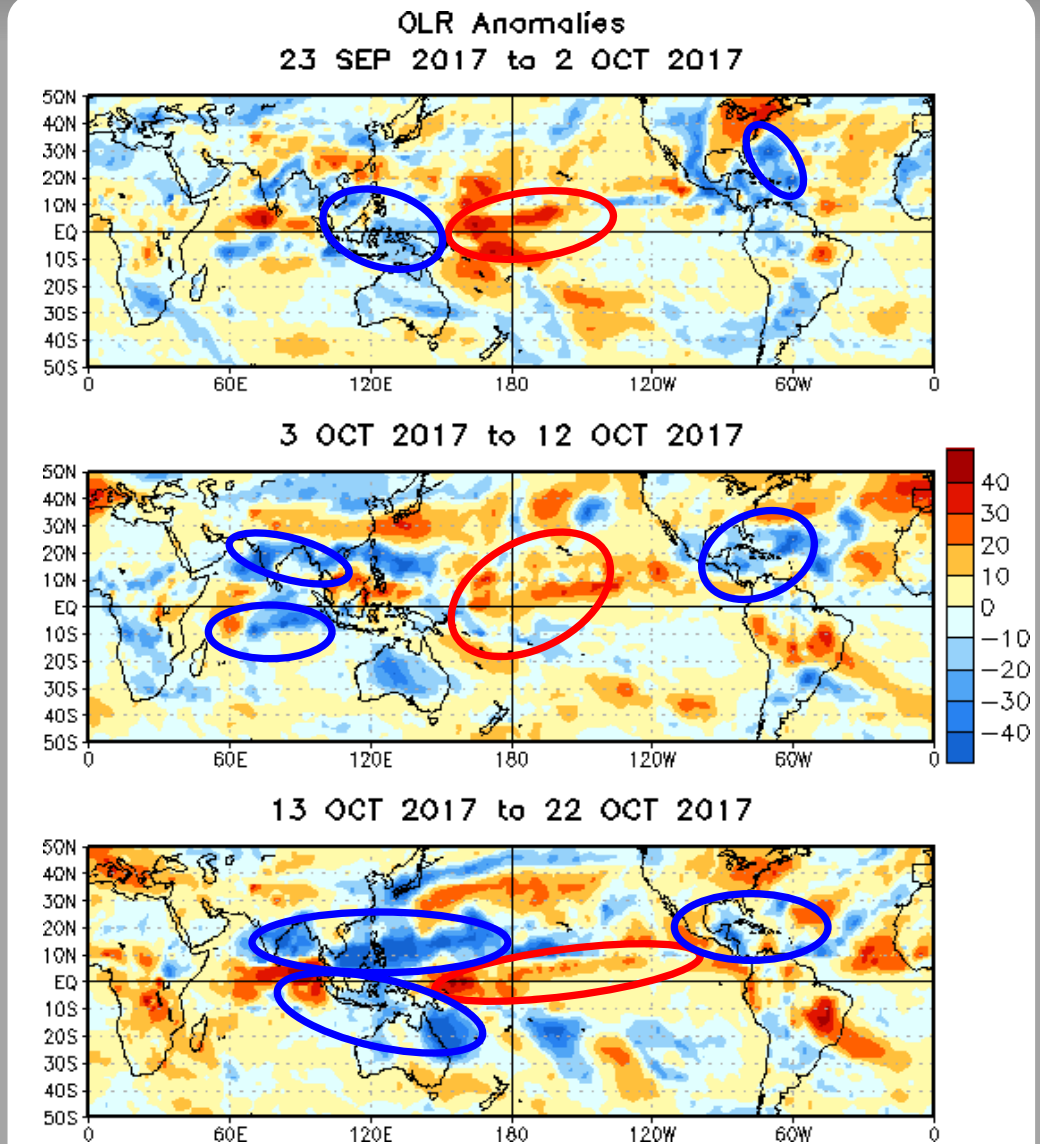 OLR Anomalies
23 SEP 2017 to 2 OCT 2017
50N
40N
30N
20N
10N
EQ
10S
20S
30S
40S
50S
0 60E 120E 180 120W 60W 0
3 OCT 2017 to 12 OCT 2017
50N
40N
30N
20N
10N
EQ
10S
20S
30S
40S
50S
0 60E 120E 180 120W 60W 0
40
30
20
10
0
−10
−20
−30
−40
13 OCT 2017 to 22 OCT 2017
50N
40N
30N
20N
10N
EQ
10S
20S
30S
40S
50S
0 60E 120E 180 120W 60W 0